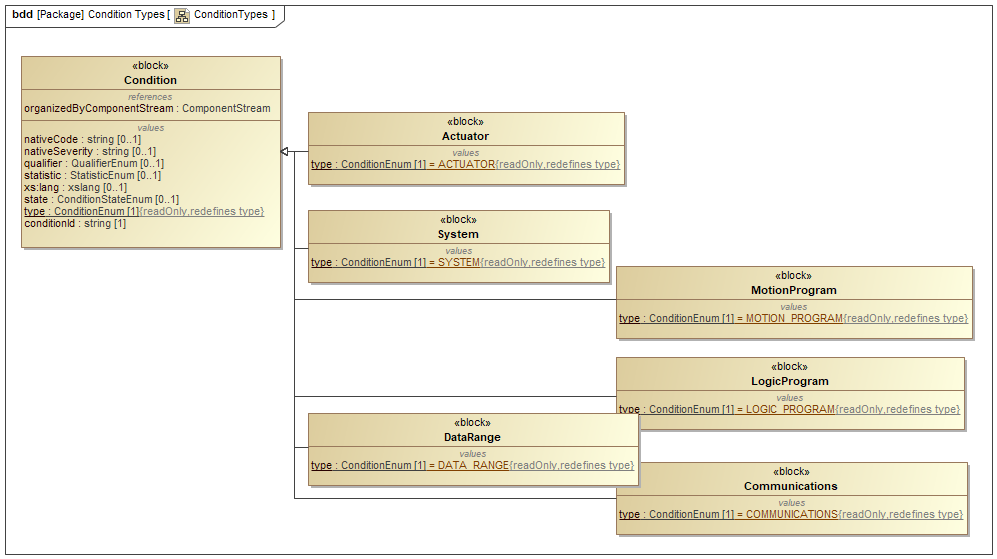 bdd [Package] Condition Types [ ConditionTypes ]
«block»
Condition
references
organizedByComponentStream : ComponentStream
values
nativeCode : string [0..1]
nativeSeverity : string [0..1]
qualifier : QualifierEnum [0..1]
statistic : StatisticEnum [0..1]
xs:lang : xslang [0..1]
state : ConditionStateEnum [0..1]
type : ConditionEnum [1]{readOnly,redefines type}
conditionId : string [1]
«block»
Actuator
values
type : ConditionEnum [1] = ACTUATOR{readOnly,redefines type}
«block»
System
values
type : ConditionEnum [1] = SYSTEM{readOnly,redefines type}
«block»
MotionProgram
values
type : ConditionEnum [1] = MOTION_PROGRAM{readOnly,redefines type}
«block»
LogicProgram
values
type : ConditionEnum [1] = LOGIC_PROGRAM{readOnly,redefines type}
«block»
DataRange
values
type : ConditionEnum [1] = DATA_RANGE{readOnly,redefines type}
«block»
Communications
values
type : ConditionEnum [1] = COMMUNICATIONS{readOnly,redefines type}